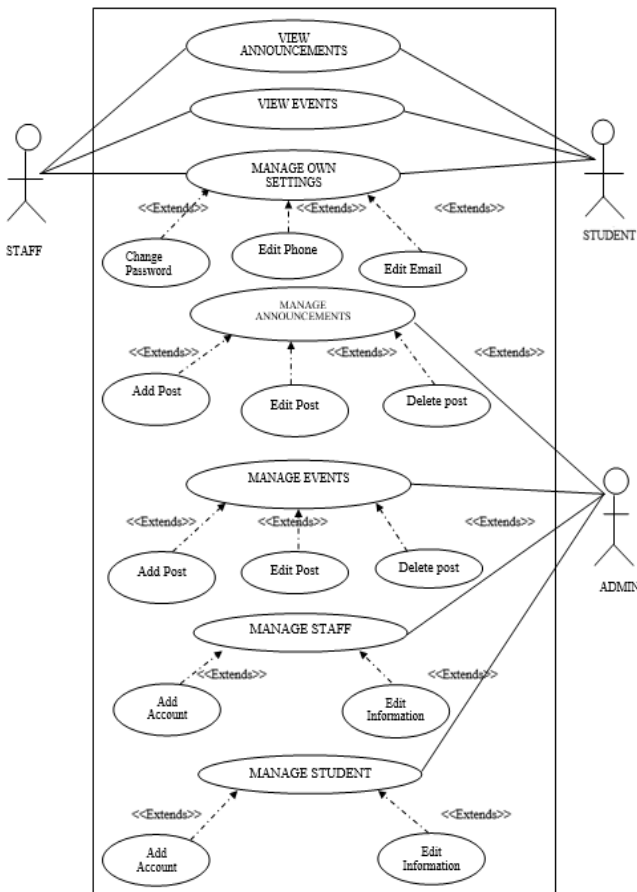 VIEW
ANNOUNCEMENTS
VIEW EVENTS
MANAGE OWN
SETTINGS
<<Extends>>
<<Extends>>
<<Extends>>
STAFF
STUDENT
Change
Password
Edit Phone
Edit Email
MANAGE
ANNOUNCEMENTS
<<Extends>>
<<Extends>>
<<Extends>>
Add Post
Edit Post
Delete post
MANAGE EVENTS
<<Extends>>
<<Extends>>
<<Extends>>
Add Post
Edit Post
Delete post
ADMIN
MANAGE STAFF
<<Extends>>
<<Extends>>
Add
Account
Edit
Information
MANAGE STUDENT
<<Extends>>
<<Extends>>
Add
Account
Edit
Information